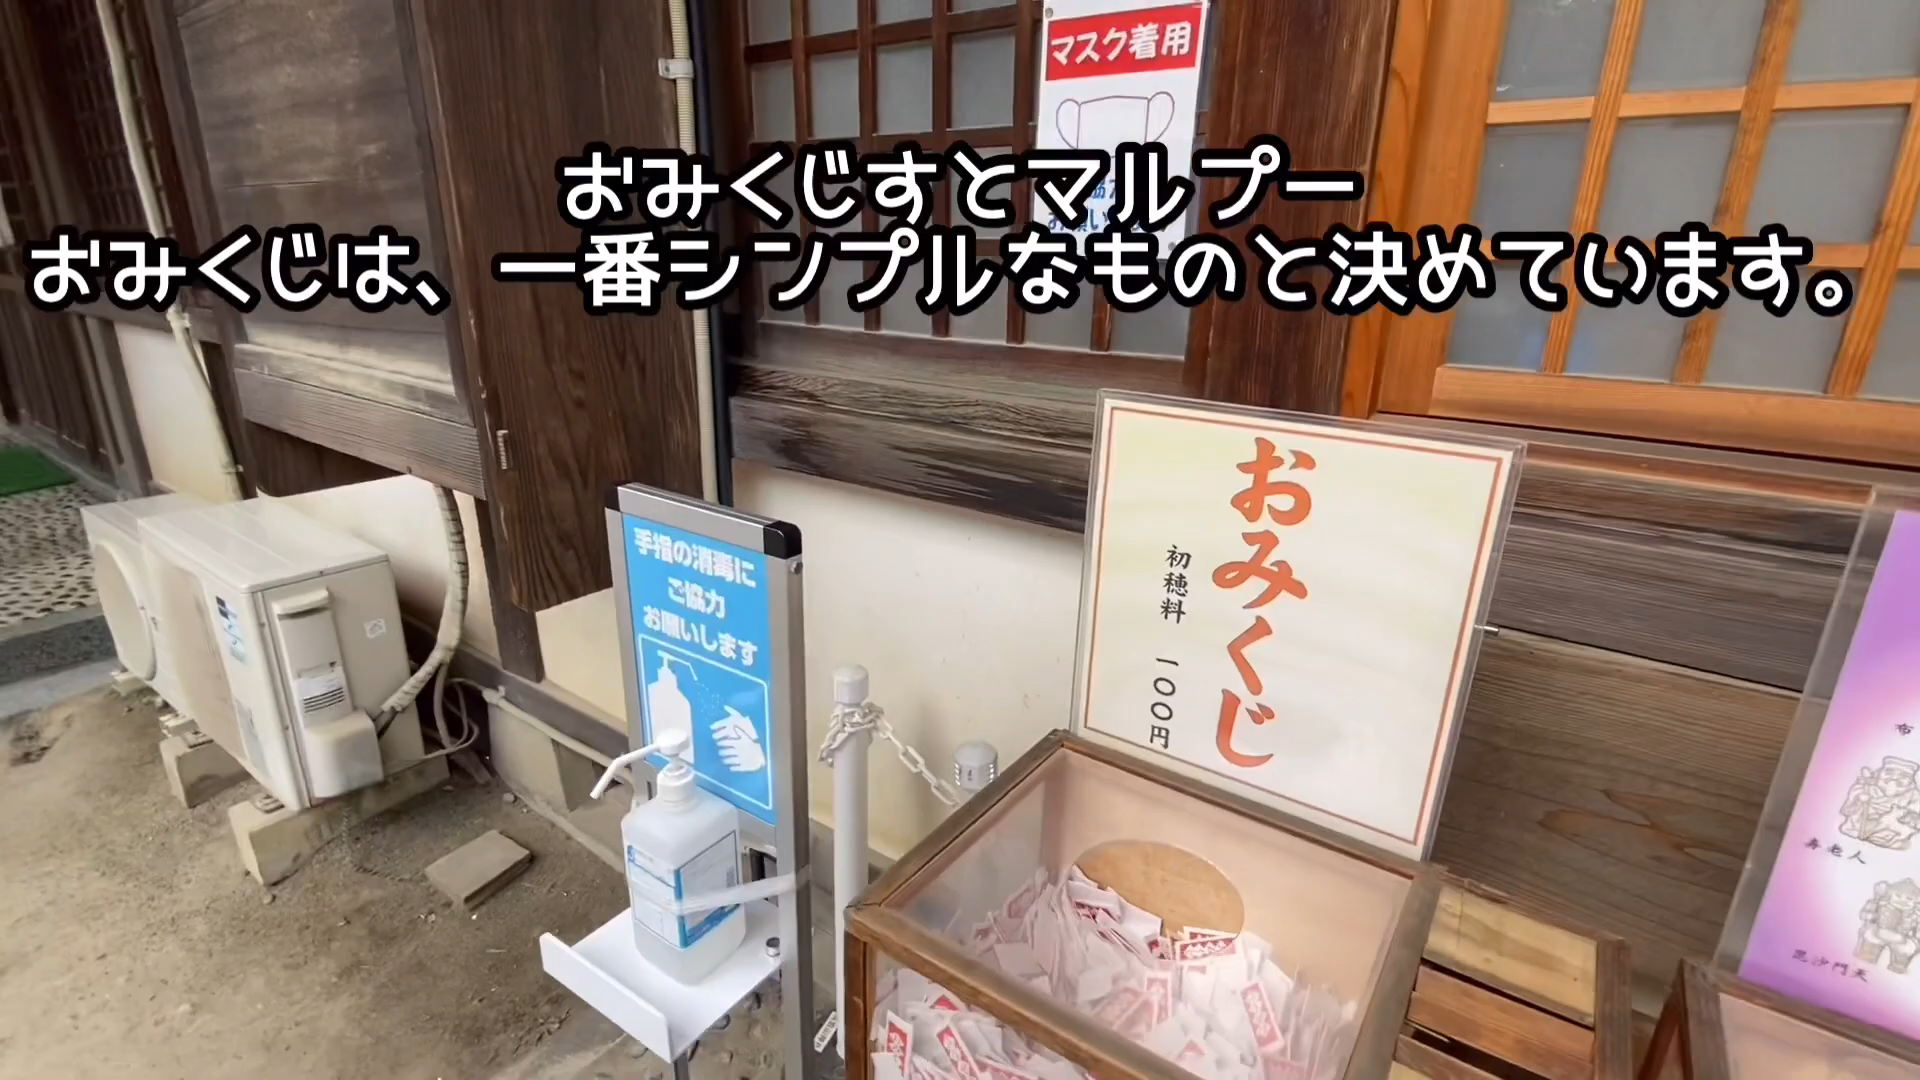 マスク着用
おみくじすとマルプー
おみくじは、一番シンプルなものと決めています。
手指の消毒に
ご協力
お願いします
おみくじ
初穂料 一〇〇円
布
寿老人
毘沙門天